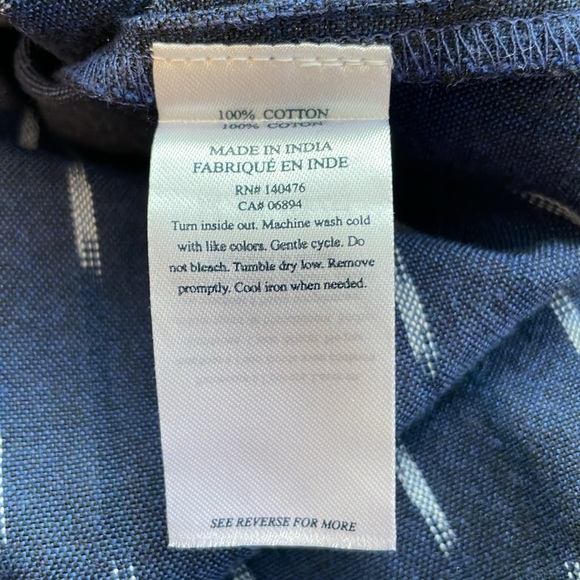 100% COTTON
100% COTON
MADE IN INDIA
FABRIQUÉ EN INDE
RN# 140476
CA# 06894
Turn inside out. Machine wash cold
with like colors. Gentle cycle. Do
not bleach. Tumble dry low. Remove
promptly. Cool iron when needed.
SEE REVERSE FOR MORE